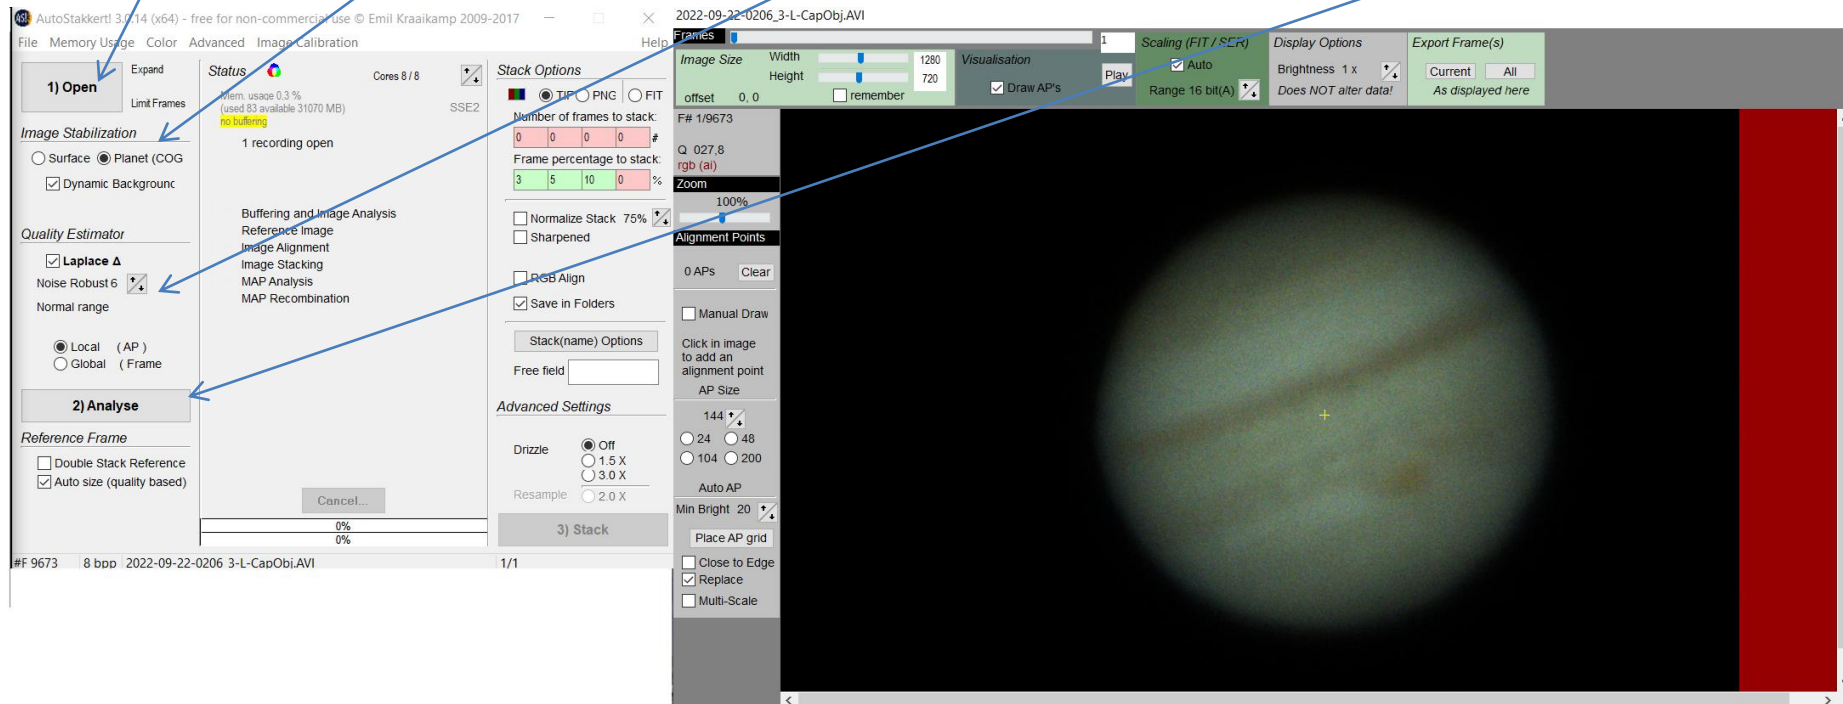 AutoStakkert! 3.0.14 (x64) - free for non-commercial use © Emil Kraaikamp 2009-2017
File Memory Usage Color Advanced Image Calibration Help
1) Open
Expand
Limit Frames
Image Stabilization
Surface Planet (COG
Dynamic Background
Quality Estimator
Laplace Δ
Noise Robust 6
Normal range
Local (AP)
Global (Frame
2) Analyse
Reference Frame
Double Stack Reference
Auto size (quality based)
Status
Cores 8 / 8
Mem. usage 0,3 %
(used 83 available 31070 MB)
SSE2
no buffering
1 recording open
Buffering and Image Analysis
Reference Image
Image Alignment
Image Stacking
MAP Analysis
MAP Recombination
Cancel...
0%
0%
Stack Options
TIF PNG FIT
Number of frames to stack:
0 0 0 0 #
Frame percentage to stack:
3 5 10 0 %
Normalize Stack 75%
Sharpened
RGB Align
Save in Folders
Stack(name) Options
Free field
Advanced Settings
Drizzle
Off
1.5 X
3.0 X
Resample 2.0 X
3) Stack
#F 9673 8 bpp 2022-09-22-0206_3-L-CapObj.AVI 1/1
2022-09-22-0206_3-L-CapObj.AVI
Frames
1
Image Size
Width 1280
Height 720
offset 0, 0
remember
Visualisation
Draw AP's
Play
Scaling (FIT / SER)
Auto
Range 16 bit(A)
Display Options
Brightness 1 x
Does NOT alter data!
Export Frame(s)
Current All
As displayed here
F# 1/9673
Q 027,8
rgb (ai)
Zoom
100%
Alignment Points
0 APs Clear
Manual Draw
Click in image
to add an
alignment point
AP Size
144
24 48
104 200
Auto AP
Min Bright 20
Place AP grid
Close to Edge
Replace
Multi-Scale